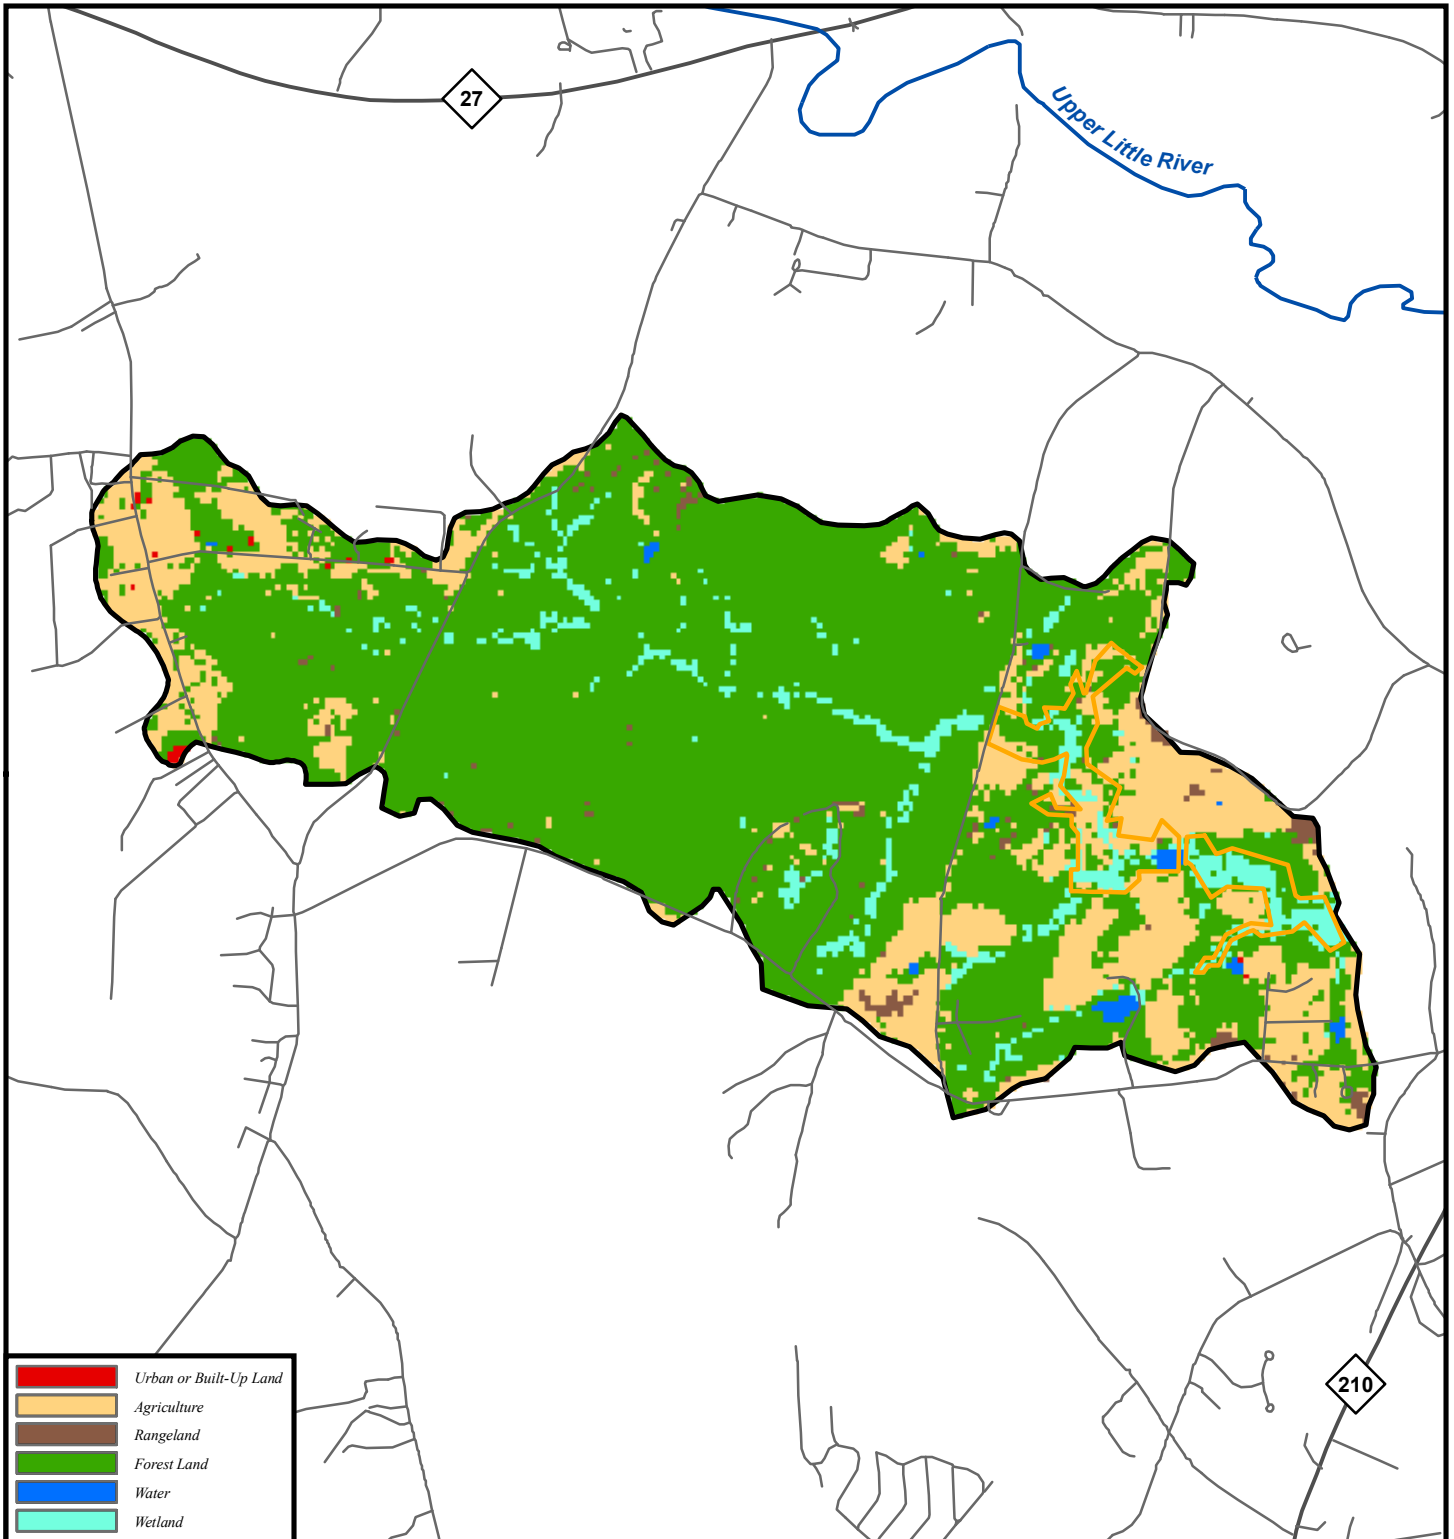 27
Upper Little River
210
Urban or Built-Up Land
Agriculture
Rangeland
Forest Land
Water
Wetland